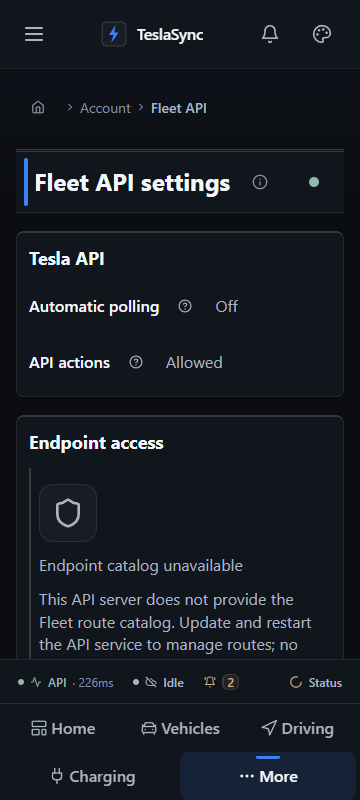 TeslaSync
Account Fleet API
Fleet API settings
Tesla API
Automatic polling Off
API actions Allowed
Endpoint access
Endpoint catalog unavailable
This API server does not provide the
Fleet route catalog. Update and restart
the API service to manage routes; no
API · 226ms Idle 2 Status
Home Vehicles Driving
Charging More